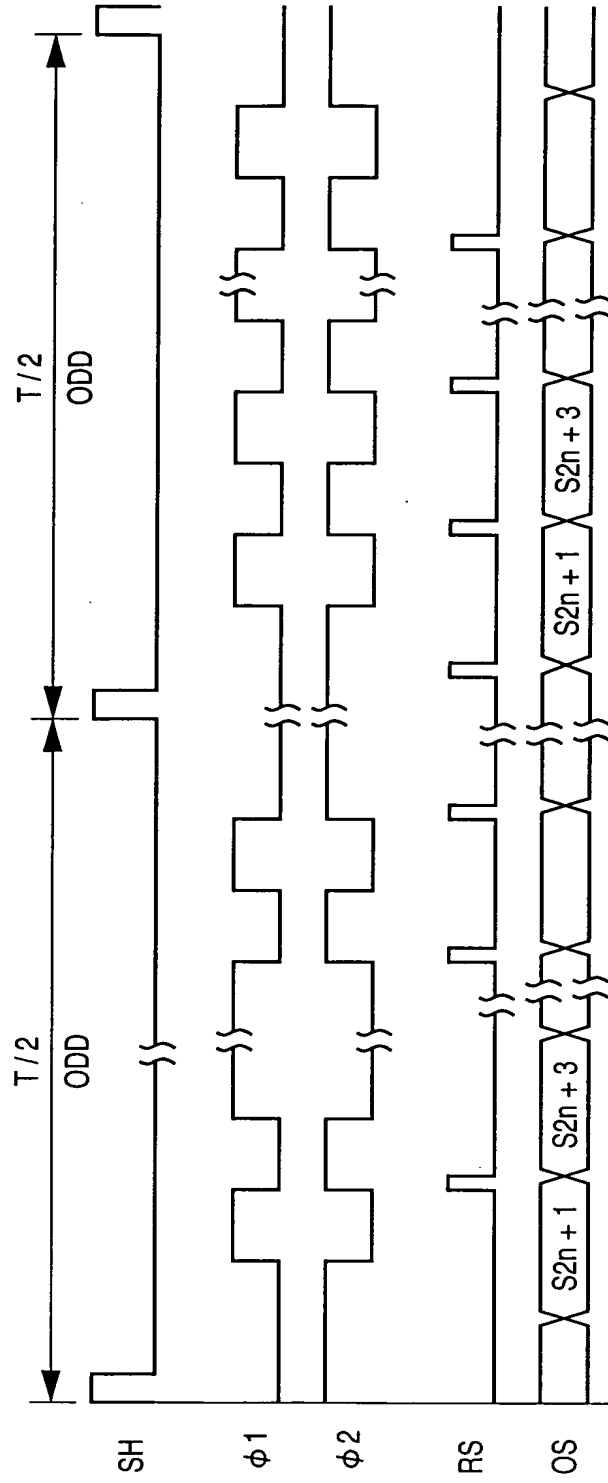 T/2
ODD
T/2
ODD
SH
φ1
φ2
RS
OS
S2n + 1
S2n + 3
S2n + 1
S2n + 3